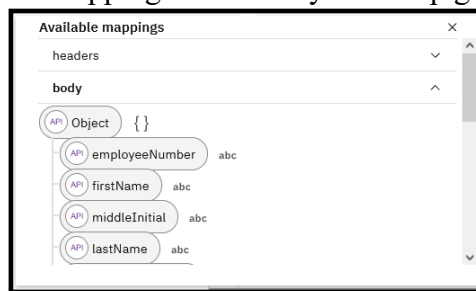 Available mappings ×
headers
body
API Object { }
API employeeNumber abc
API firstName abc
API middleInitial abc
API lastName abc